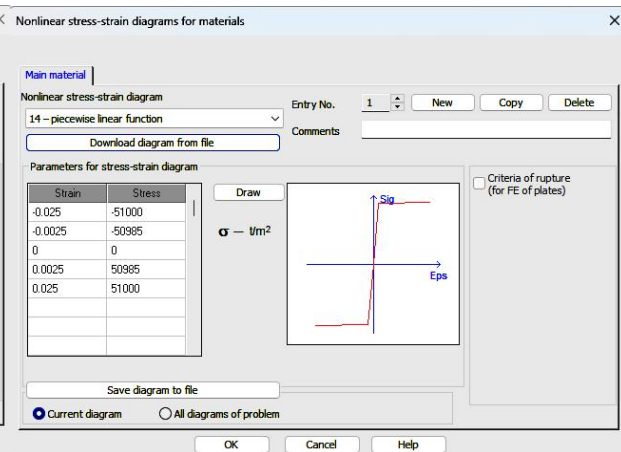 Nonlinear stress-strain diagrams for materials
Main material
Nonlinear stress-strain diagram
14 – piecewise linear function
Download diagram from file
Entry No.
1
New
Copy
Delete
Comments
Parameters for stress-strain diagram
Strain Stress
-0.025 -51000
-0.0025 -50985
0 0
0.0025 50985
0.025 51000
Draw
σ — t/m²
Sig
Eps
Criteria of rupture
(for FE of plates)
Save diagram to file
Current diagram
All diagrams of problem
OK
Cancel
Help